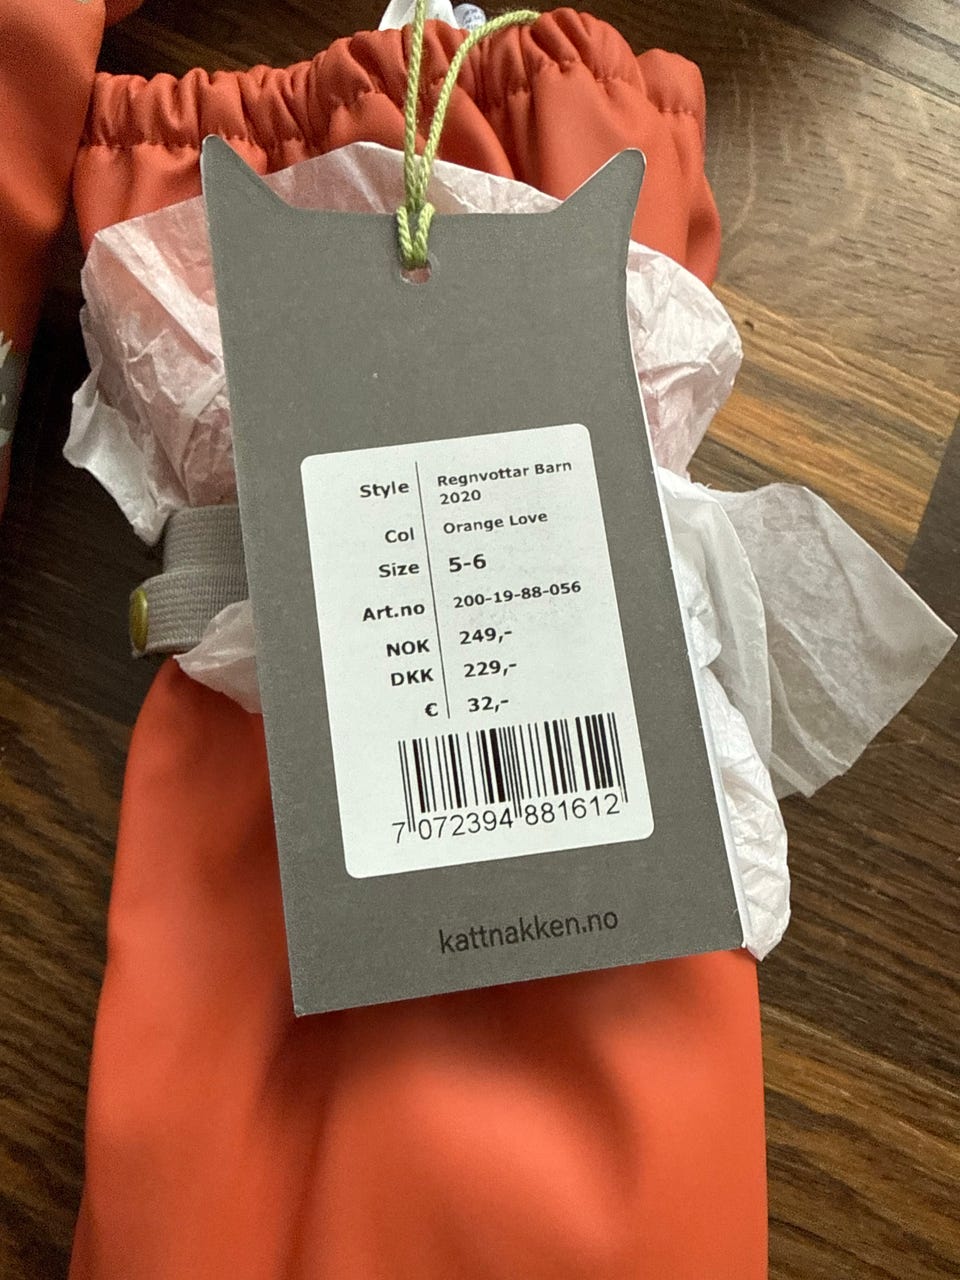 Style Regnvottar Barn
2020
Col Orange Love
Size 5-6
Art.no 200-19-88-056
NOK 249,-
DKK 229,-
€ 32,-
7 072394 881612
kattnakken.no